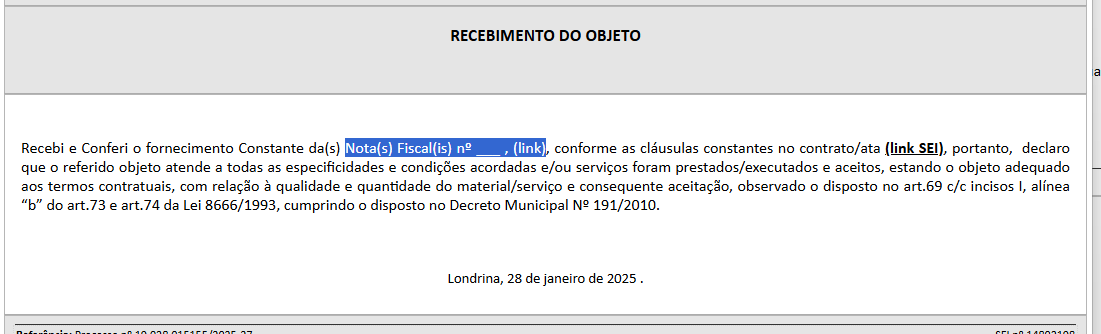 RECEBIMENTO DO OBJETO
Recebi e Conferi o fornecimento Constante da(s) Nota(s) Fiscal(is) nº ___ , (link), conforme as cláusulas constantes no contrato/ata (link SEI), portanto, declaro
que o referido objeto atende a todas as especificidades e condições acordadas e/ou serviços foram prestados/executados e aceitos, estando o objeto adequado
aos termos contratuais, com relação à qualidade e quantidade do material/serviço e consequente aceitação, observado o disposto no art.69 c/c incisos I, alínea
“b” do art.73 e art.74 da Lei 8666/1993, cumprindo o disposto no Decreto Municipal Nº 191/2010.
Londrina, 28 de janeiro de 2025 .